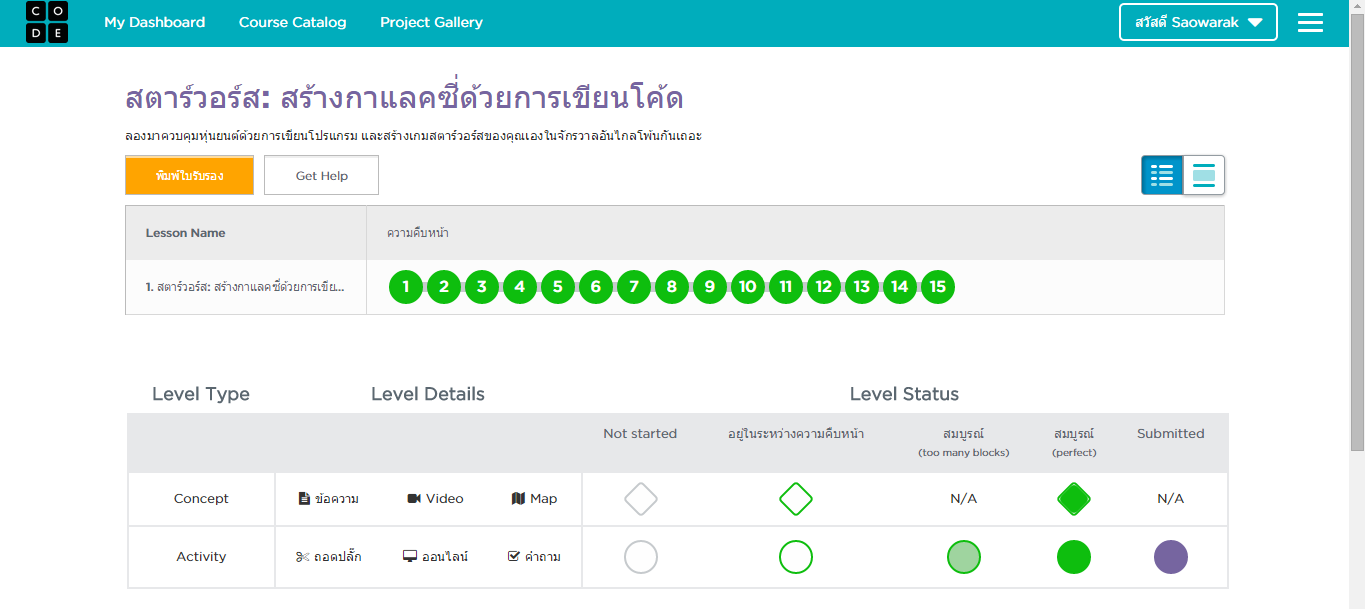 CODE
My Dashboard Course Catalog Project Gallery สวัสดี Saowarak
สตาร์วอร์ส: สร้างกาแลคซี่ด้วยการเขียนโค้ด
ลองมาควบคุมหุ่นยนต์ด้วยการเขียนโปรแกรม และสร้างเกมสตาร์วอร์สของคุณเองในจักรวาลอันไกลโพ้นกันเถอะ
พิมพ์ใบรับรอง Get Help
Lesson Name ความคืบหน้า
1. สตาร์วอร์ส: สร้างกาแลคซี่ด้วยการเขีย... 1 2 3 4 5 6 7 8 9 10 11 12 13 14 15
Level Type Level Details Level Status
Not started อยู่ในระหว่างความคืบหน้า สมบูรณ์ สมบูรณ์ Submitted
(too many blocks) (perfect)
Concept ข้อความ Video Map N/A N/A
Activity ถอดปลั๊ก ออนไลน์ คำถาม